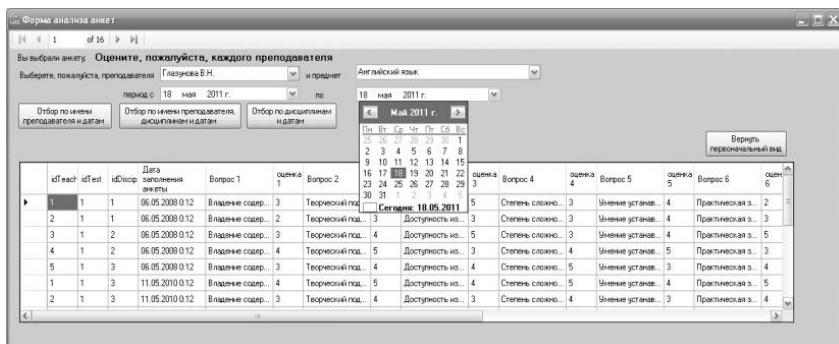 Форма анализа анкет
1 of 16
Вы выбрали анкету: Оцените, пожалуйста, каждого преподавателя
Выберете, пожалуйста, преподавателя Глазунова В.Н. и предмет Английский язык
период с 18 мая 2011 г. по 18 мая 2011 г.
Отбор по имени преподавателя и датам
Отбор по имени преподавателя, дисциплинам и датам
Отбор по дисциплинам и датам
Май 2011 г.
Пн Вт Ср Чт Пт Сб Вс
25 26 27 28 29 30 1
2 3 4 5 6 7 8
9 10 11 12 13 14 15
16 17 18 19 20 21 22
23 24 25 26 27 28 29
30 31 1 2 3 4 5
Сегодня: 18.05.2011
Вернуть первоначальный вид
idTeach idTest idDiscip Дата заполнения анкеты Вопрос 1 оценка 1 Вопрос 2 оценка 3 Вопрос 4 оценка 4 Вопрос 5 оценка 5 Вопрос 6 оцен 6
1 1 1 06.05.2008 0:12 Владение содер... 3 Творческий под 5 Степень сложно... 3 Умение устанав... 4 Практическая з... 2
2 1 1 06.05.2008 0:12 Владение содер... 2 Творческий под... 3 Доступность из... 4 Степень сложно... 4 Умение устанав... 3 Практическая з... 3
3 1 2 06.05.2008 0:12 Владение содер... 3 Творческий под... 4 Доступность из... 5 Степень сложно... 3 Умение устанав... 4 Практическая з... 5
4 1 2 06.05.2008 0:12 Владение содер... 4 Творческий под... 5 Доступность из... 3 Степень сложно... 4 Умение устанав... 5 Практическая з... 3
5 1 3 06.05.2008 0:12 Владение содер... 3 Творческий под... 4 Доступность из... 4 Степень сложно... 5 Умение устанав... 3 Практическая з... 4
1 1 3 11.05.2010 0:12 Владение содер... 4 Творческий под... 5 Доступность из... 4 Степень сложно... 5 Умение устанав... 4 Практическая з... 5
2 1 3 11.05.2010 0:12 Владение содер... 3 Творческий под... 4 Доступность из... 3 Степень сложно... 4 Умение устанав... 3 Практическая з... 4